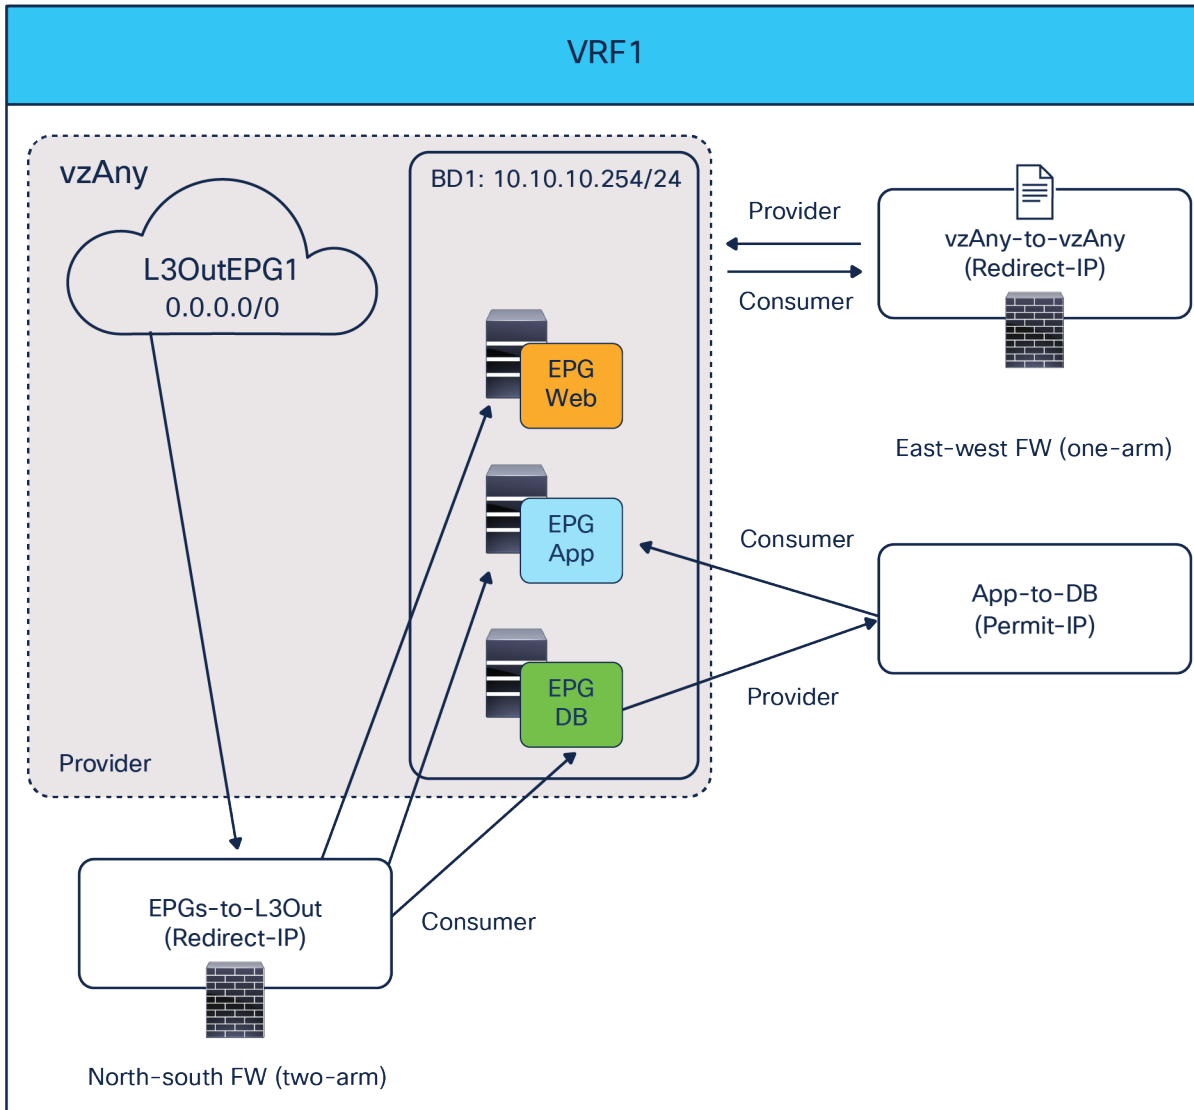 VRF1
vzAny
BD1: 10.10.10.254/24
L3OutEPG1
0.0.0.0/0
EPG
Web
EPG
App
EPG
DB
Provider
Provider
Consumer
vzAny-to-vzAny
(Redirect-IP)
East-west FW (one-arm)
Consumer
Provider
App-to-DB
(Permit-IP)
EPGs-to-L3Out
(Redirect-IP)
Consumer
North-south FW (two-arm)